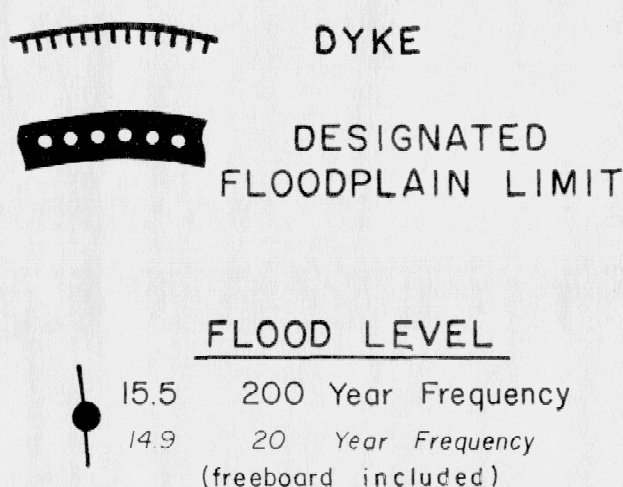 DYKE
DESIGNATED
FLOODPLAIN LIMIT
FLOOD LEVEL
15.5 200 Year Frequency
14.9 20 Year Frequency
(freeboard included)